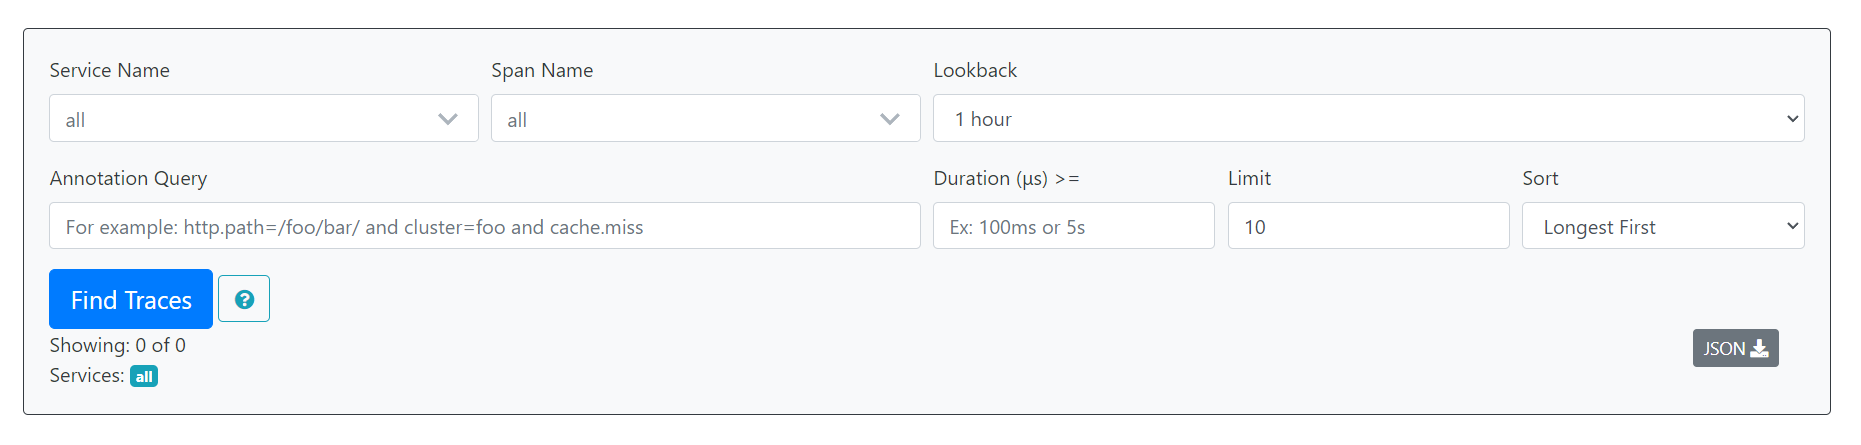 Service Name Span Name Lookback
all all 1 hour
Annotation Query Duration (μs) >= Limit Sort
For example: http.path=/foo/bar/ and cluster=foo and cache.miss Ex: 100ms or 5s 10 Longest First
Find Traces ?
Showing: 0 of 0
JSON
Services: all